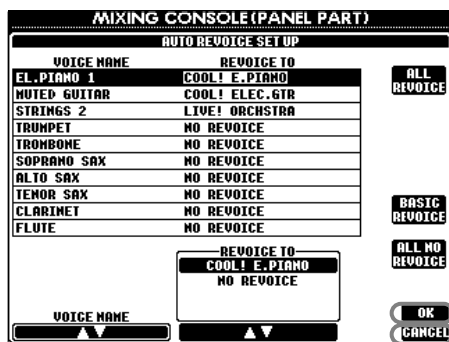 MIXING CONSOLE(PANEL PART)
AUTO REVOICE SET UP
VOICE NAME REVOICE TO
EL.PIANO 1 COOL! E.PIANO
MUTED GUITAR COOL! ELEC.GTR
STRINGS 2 LIVE! ORCHSTRA
TRUMPET NO REVOICE
TROMBONE NO REVOICE
SOPRANO SAX NO REVOICE
ALTO SAX NO REVOICE
TENOR SAX NO REVOICE
CLARINET NO REVOICE
FLUTE NO REVOICE
ALL REVOICE
BASIC REVOICE
ALL NO REVOICE
REVOICE TO
COOL! E.PIANO
NO REVOICE
VOICE NAME
OK
CANCEL